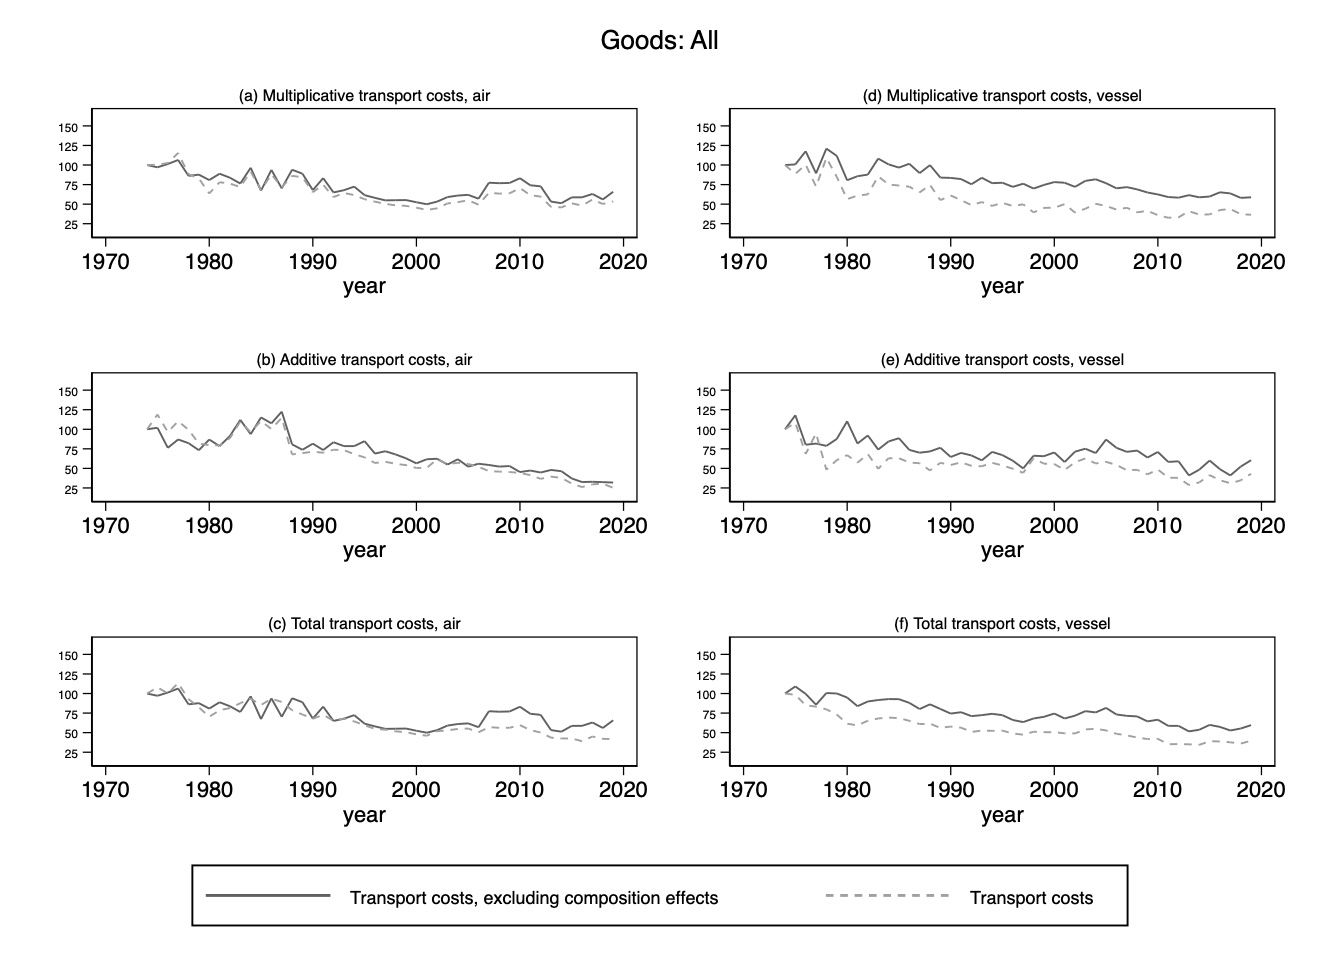 Goods: All
(a) Multiplicative transport costs, air
150
125
100
75
50
25
1970 1980 1990 2000 2010 2020
year
(d) Multiplicative transport costs, vessel
150
125
100
75
50
25
1970 1980 1990 2000 2010 2020
year
(b) Additive transport costs, air
150
125
100
75
50
25
1970 1980 1990 2000 2010 2020
year
(e) Additive transport costs, vessel
150
125
100
75
50
25
1970 1980 1990 2000 2010 2020
year
(c) Total transport costs, air
150
125
100
75
50
25
1970 1980 1990 2000 2010 2020
year
(f) Total transport costs, vessel
150
125
100
75
50
25
1970 1980 1990 2000 2010 2020
year
Transport costs, excluding composition effects
Transport costs